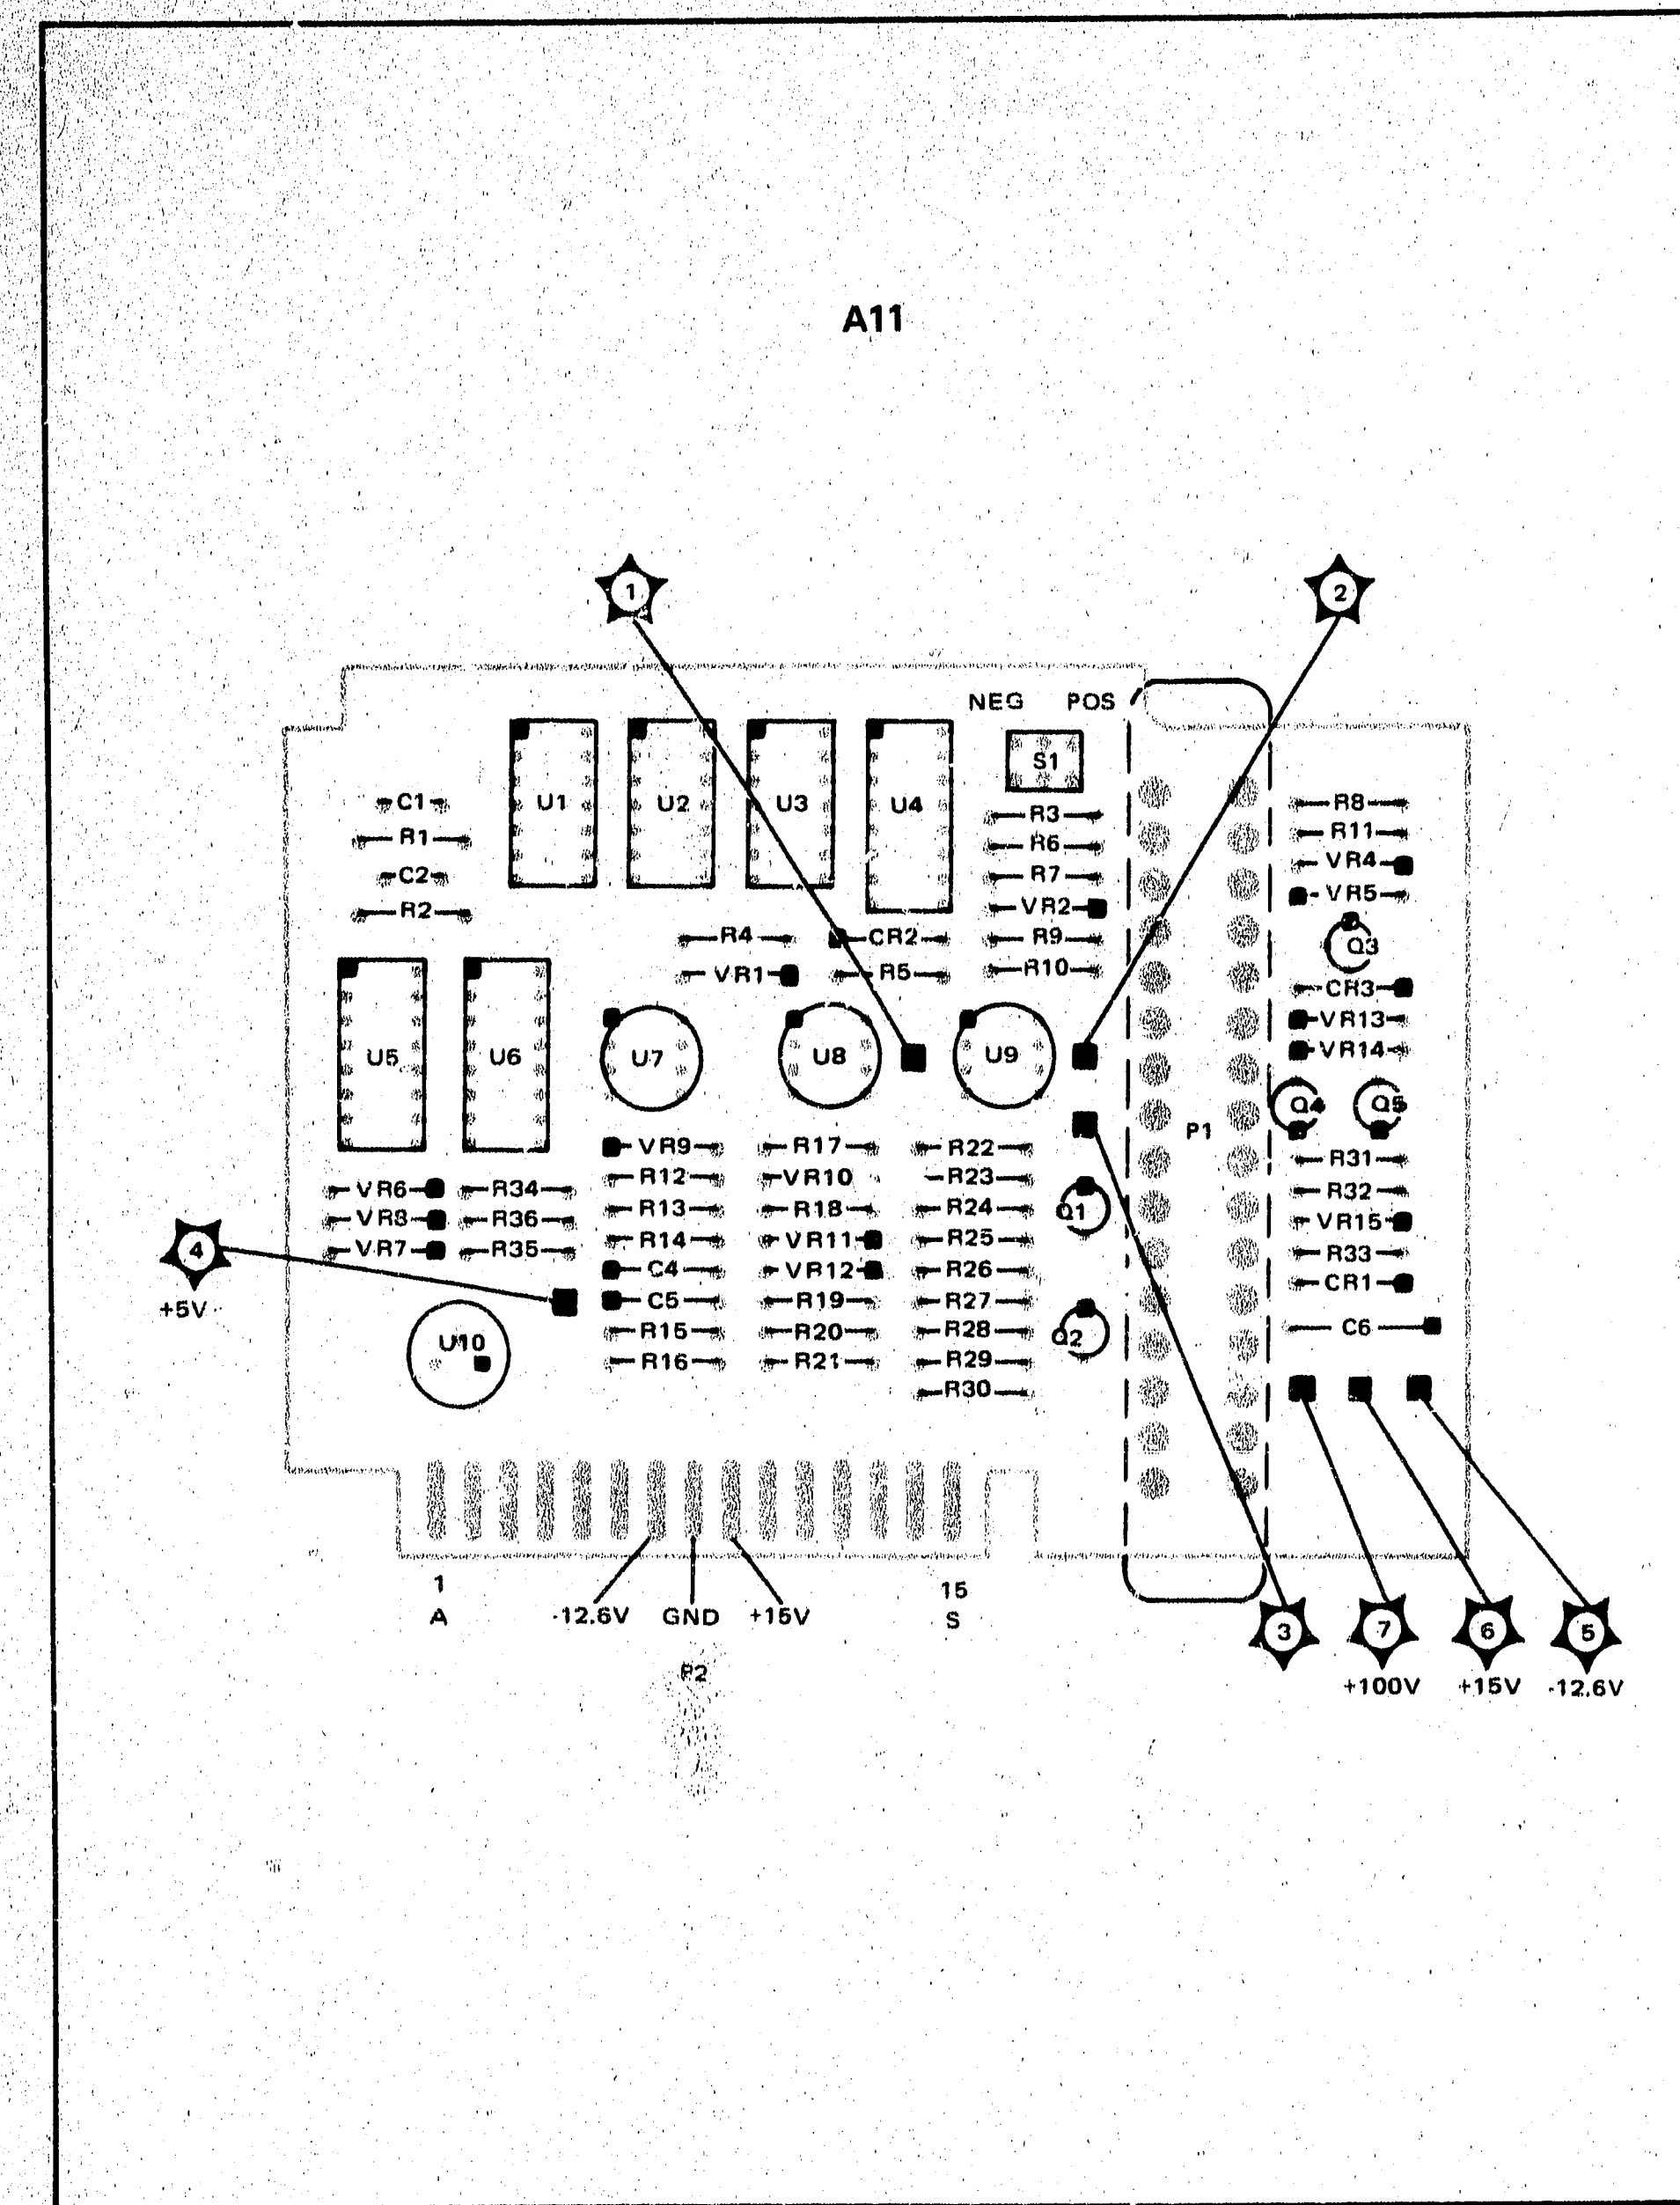 A11
1 2
NEG POS
S1
U1 U2 U3 U4
C1 R3 R8
R1 R6 R11
C2 R7 VR4
R2 VR2 VR5
R4 CR2 R9 Q3
VR1 R5 R10 CR3
VR13
U5 U6 U7 U8 U9 VR14
Q4 Q5
P1
VR9 R17 R22 R31
VR6 R34 R12 VR10 R23 R32
VR8 R36 R13 R18 R24 Q1 VR15
4 VR7 R35 R14 VR11 R25 R33
C4 VR12 R26 CR1
+5V C5 R19 R27 C6
U10 R15 R20 R28 Q2
R16 R21 R29
R30
1 15
A -12.6V GND +15V S
3 7 6 5
P2
+100V +15V -12.6V